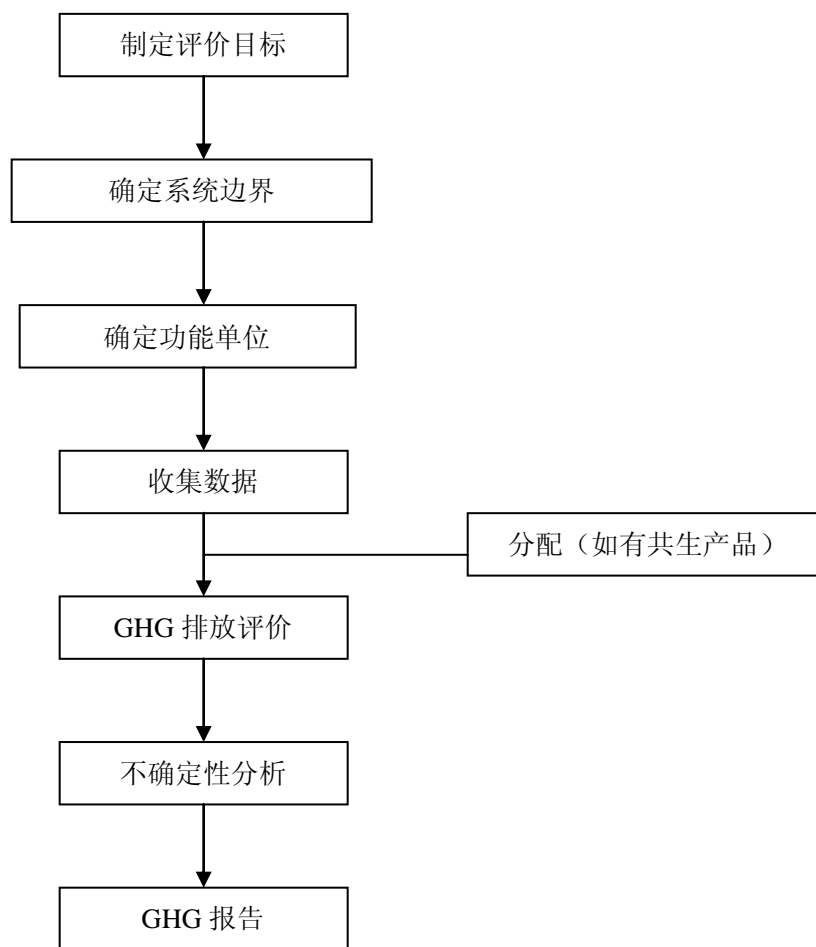 制定评价目标
确定系统边界
确定功能单位
收集数据
分配（如有共生产品）
GHG 排放评价
不确定性分析
GHG 报告